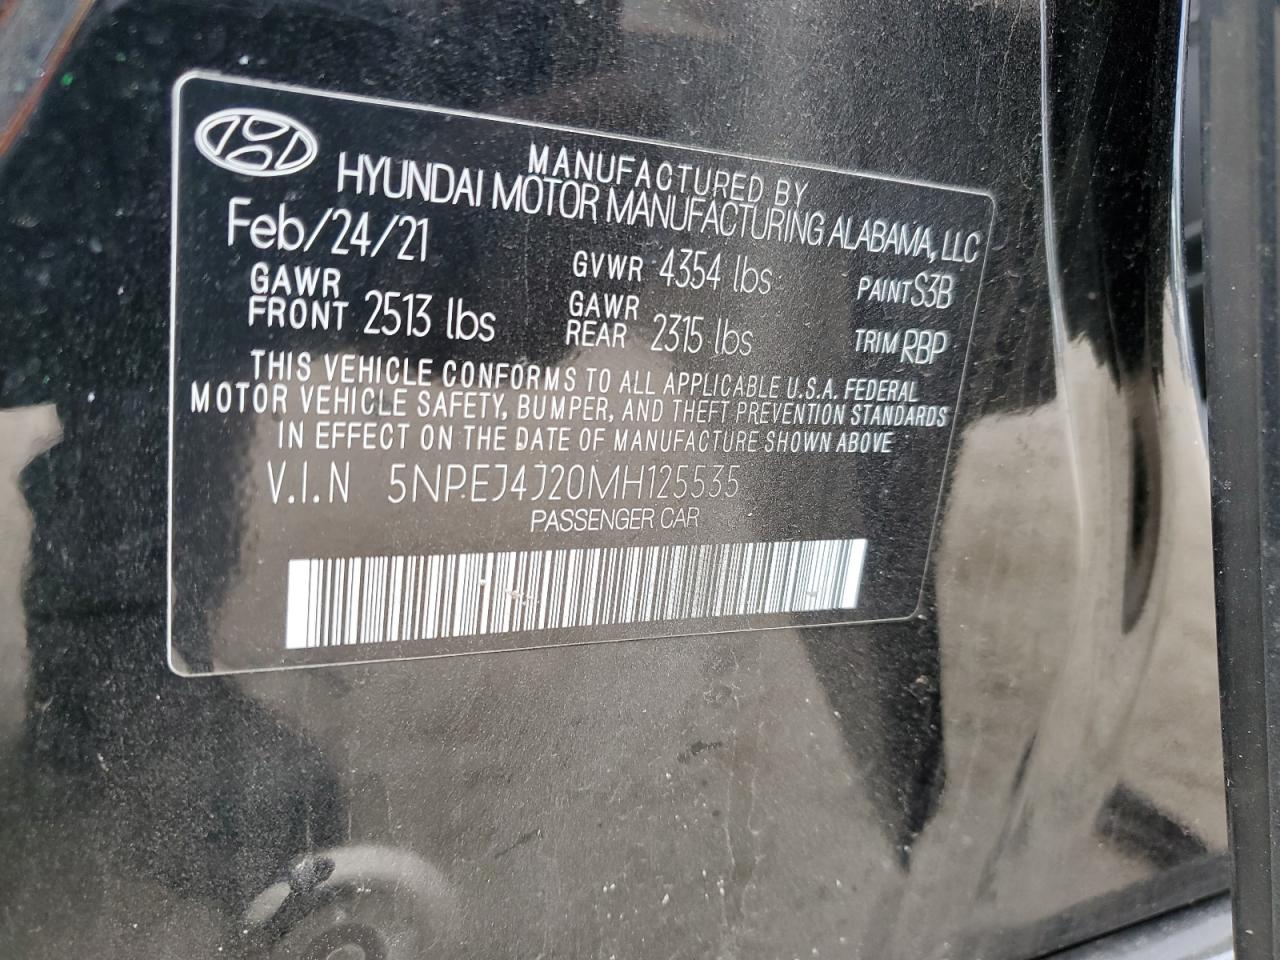 MANUFACTURED BY
HYUNDAI MOTOR MANUFACTURING ALABAMA, LLC
Feb/24/21 GVWR 4354 lbs PAINT S3B
GAWR FRONT 2513 lbs GAWR REAR 2315 lbs TRIM RBP
THIS VEHICLE CONFORMS TO ALL APPLICABLE U.S.A. FEDERAL
MOTOR VEHICLE SAFETY, BUMPER, AND THEFT PREVENTION STANDARDS
IN EFFECT ON THE DATE OF MANUFACTURE SHOWN ABOVE
V.I.N 5NPEJ4J20MH125535
PASSENGER CAR